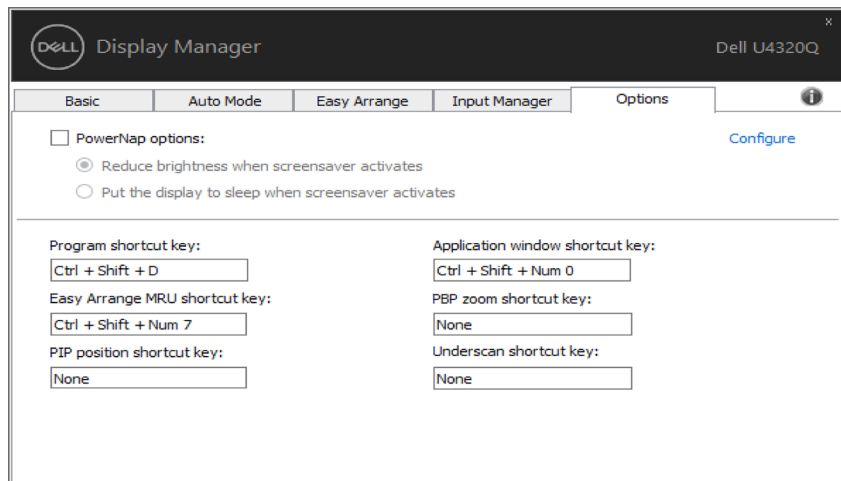 x
DELL Display Manager Dell U4320Q
Basic Auto Mode Easy Arrange Input Manager Options i
PowerNap options: Configure
Reduce brightness when screensaver activates
Put the display to sleep when screensaver activates
Program shortcut key: Application window shortcut key:
Ctrl + Shift + D Ctrl + Shift + Num 0
Easy Arrange MRU shortcut key: PBP zoom shortcut key:
Ctrl + Shift + Num 7 None
PIP position shortcut key: Underscan shortcut key:
None None